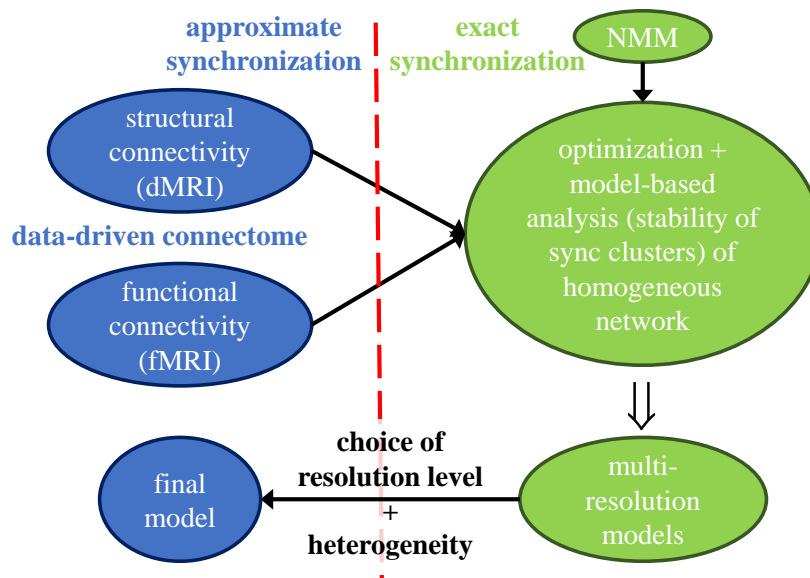 approximate
synchronization
exact
synchronization
NMM
structural
connectivity
(dMRI)
optimization +
model-based
analysis (stability of
sync clusters) of
homogeneous
network
data-driven connectome
functional
connectivity
(fMRI)
choice of
resolution level
+
heterogeneity
final
model
multi-
resolution
models